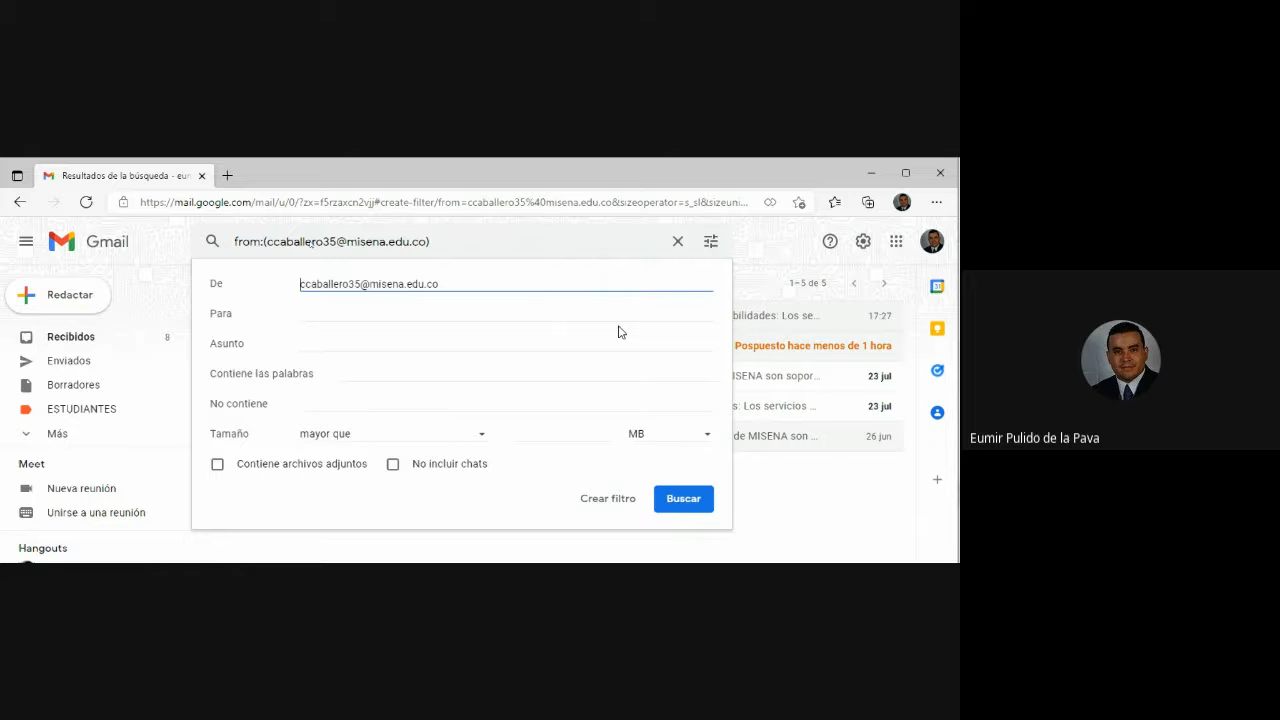 Resultados de la búsqueda - eur
https://mail.google.com/mail/u/0/?zx=f5rzaxcn2vjj#create-filter/from=ccaballero35%40misena.edu.co&sizeoperator=s_sl&sizeuni...
Gmail
from:(ccaballero35@misena.edu.co)
Redactar
Recibidos 8
Enviados
Borradores
ESTUDIANTES
Más
Meet
Nueva reunión
Unirse a una reunión
Hangouts
De ccaballero35@misena.edu.co
Para
Asunto
Contiene las palabras
No contiene
Tamaño mayor que MB
Contiene archivos adjuntos No incluir chats
Crear filtro Buscar
1–5 de 5
bilidades: Los se... 17:27
Pospuesto hace menos de 1 hora
MISENA son sopor... 23 jul
s: Los servicios ... 23 jul
de MISENA son ... 26 jun
Eumir Pulido de la Pava